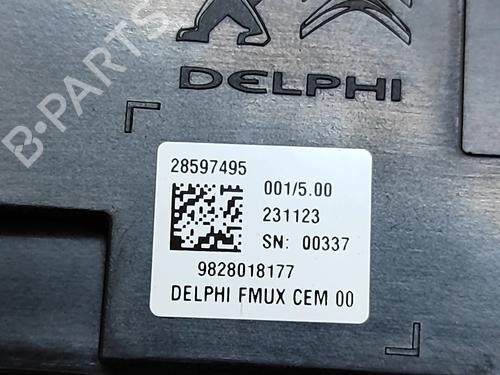 B-PARTS
DELPHI
28597495
001/5.00
231123
SN: 00337
9828018177
DELPHI FMUX CEM 00